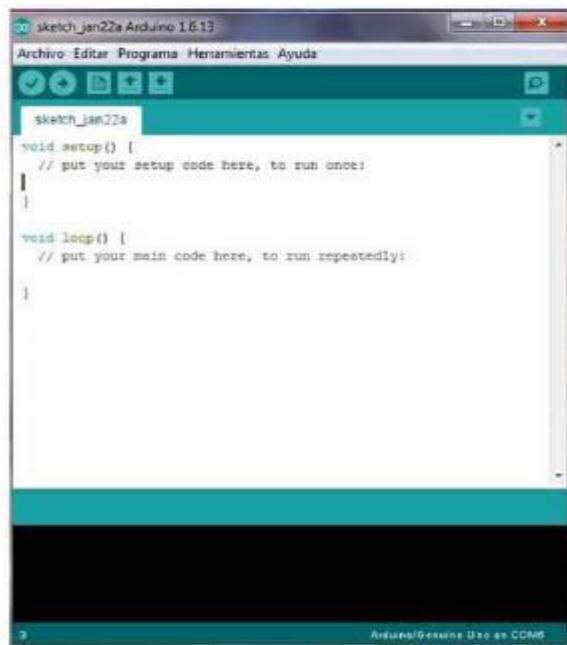 sketch_jan22a Arduino 1.6.13
Archivo Editar Programa Herramientas Ayuda
sketch_jan22a
void setup() {
// put your setup code here, to run once:
}
void loop() {
// put your main code here, to run repeatedly:
}
3
Arduino/Genuino Uno en COM6